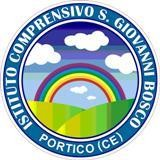 ISTITUTO COMPRENSIVO S. GIOVANNI BOSCO
PORTICO (CE)